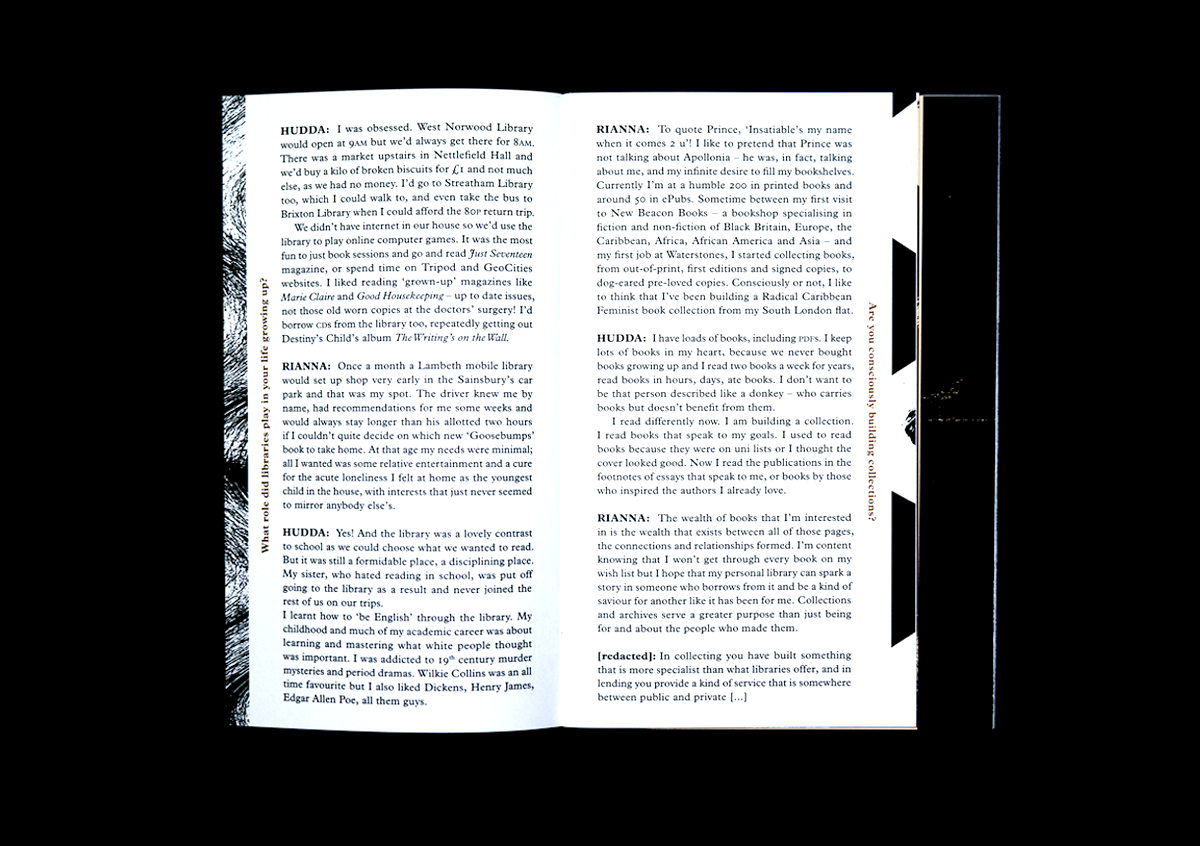 What role did libraries play in your life growing up?
HUDDA: I was obsessed. West Norwood Library
would open at 9AM but we'd always get there for 8AM.
There was a market upstairs in Nettlefield Hall and
we'd buy a kilo of broken biscuits for £1 and not much
else, as we had no money. I'd go to Streatham Library
too, which I could walk to, and even take the bus to
Brixton Library when I could afford the 80P return trip.
We didn't have internet in our house so we'd use the
library to play online computer games. It was the most
fun to just book sessions and go and read Just Seventeen
magazine, or spend time on Tripod and GeoCities
websites. I liked reading 'grown-up' magazines like
Marie Claire and Good Housekeeping – up to date issues,
not those old worn copies at the doctors' surgery! I'd
borrow CDS from the library too, repeatedly getting out
Destiny's Child's album The Writing's on the Wall.
RIANNA: Once a month a Lambeth mobile library
would set up shop very early in the Sainsbury's car
park and that was my spot. The driver knew me by
name, had recommendations for me some weeks and
would always stay longer than his allotted two hours
if I couldn't quite decide on which new 'Goosebumps'
book to take home. At that age my needs were minimal;
all I wanted was some relative entertainment and a cure
for the acute loneliness I felt at home as the youngest
child in the house, with interests that just never seemed
to mirror anybody else's.
HUDDA: Yes! And the library was a lovely contrast
to school as we could choose what we wanted to read.
But it was still a formidable place, a disciplining place.
My sister, who hated reading in school, was put off
going to the library as a result and never joined the
rest of us on our trips.
I learnt how to 'be English' through the library. My
childhood and much of my academic career was about
learning and mastering what white people thought
was important. I was addicted to 19th century murder
mysteries and period dramas. Wilkie Collins was an all
time favourite but I also liked Dickens, Henry James,
Edgar Allen Poe, all them guys.
RIANNA: To quote Prince, 'Insatiable's my name
when it comes 2 u'! I like to pretend that Prince was
not talking about Apollonia – he was, in fact, talking
about me, and my infinite desire to fill my bookshelves.
Currently I'm at a humble 200 in printed books and
around 50 in ePubs. Sometime between my first visit
to New Beacon Books – a bookshop specialising in
fiction and non-fiction of Black Britain, Europe, the
Caribbean, Africa, African America and Asia – and
my first job at Waterstones, I started collecting books,
from out-of-print, first editions and signed copies, to
dog-eared pre-loved copies. Consciously or not, I like
to think that I've been building a Radical Caribbean
Feminist book collection from my South London flat.
HUDDA: I have loads of books, including PDFS. I keep
lots of books in my heart, because we never bought
books growing up and I read two books a week for years,
read books in hours, days, ate books. I don't want to
be that person described like a donkey – who carries
books but doesn't benefit from them.
I read differently now. I am building a collection.
I read books that speak to my goals. I used to read
books because they were on uni lists or I thought the
cover looked good. Now I read the publications in the
footnotes of essays that speak to me, or books by those
who inspired the authors I already love.
RIANNA: The wealth of books that I'm interested
in is the wealth that exists between all of those pages,
the connections and relationships formed. I'm content
knowing that I won't get through every book on my
wish list but I hope that my personal library can spark a
story in someone who borrows from it and be a kind of
saviour for another like it has been for me. Collections
and archives serve a greater purpose than just being
for and about the people who made them.
[redacted]: In collecting you have built something
that is more specialist than what libraries offer, and in
lending you provide a kind of service that is somewhere
between public and private [...]
Are you consciously building collections?